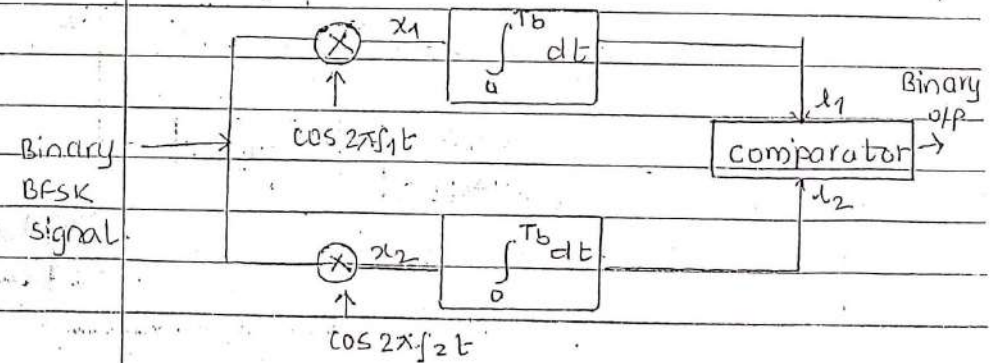 x1
∫ 0 Tb dt
Binary
o/p
l1
cos 2πf1t
Binary
BFSK
signal
comparator
l2
x2
∫ 0 Tb dt
cos 2πf2t